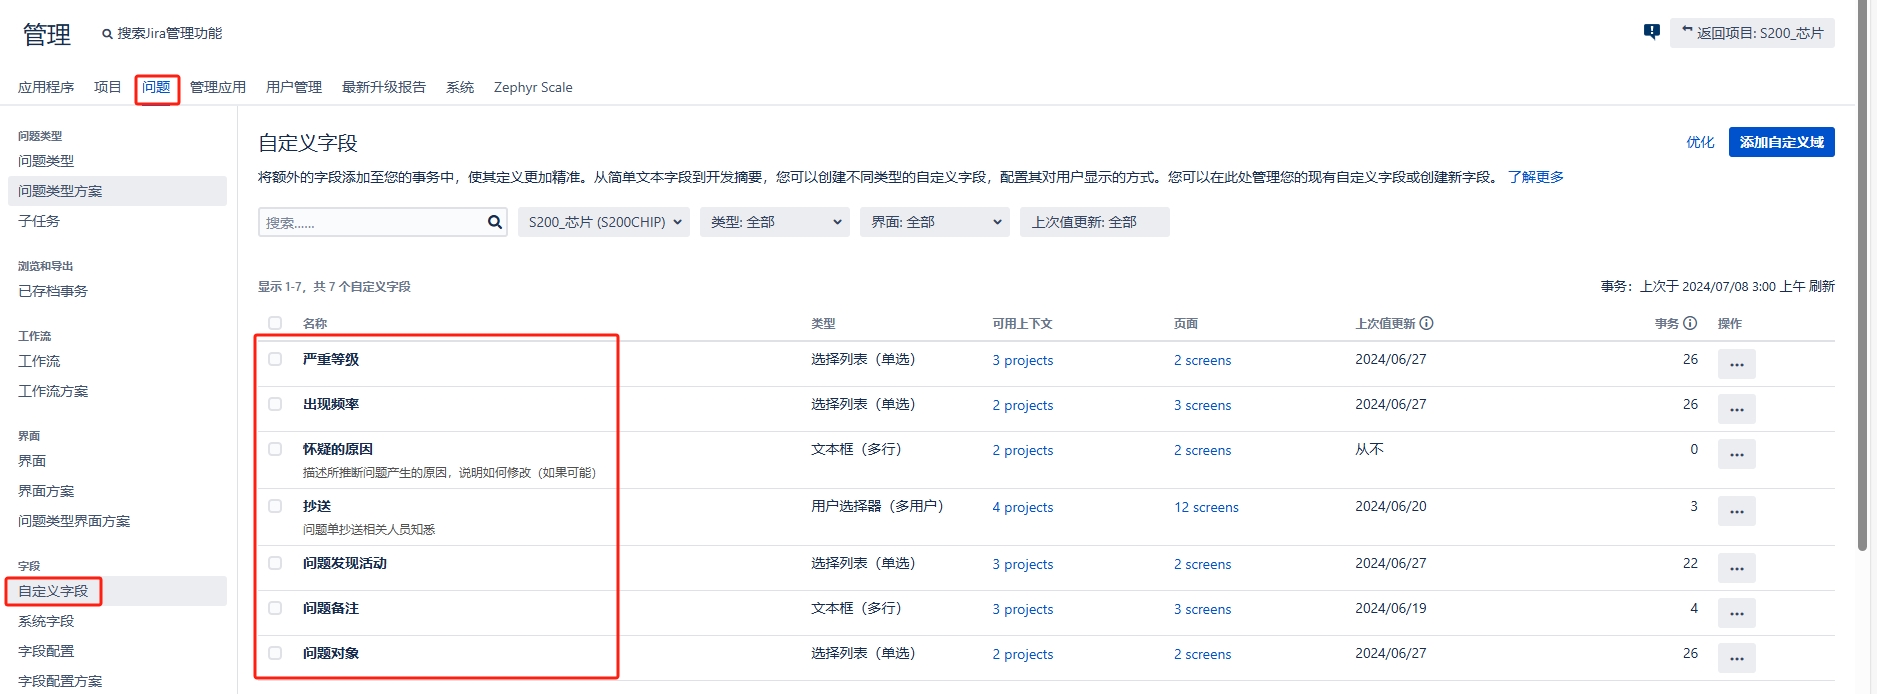 管理
搜索Jira管理功能
返回项目: S200_芯片
应用程序 项目 问题 管理应用 用户管理 最新升级报告 系统 Zephyr Scale
问题类型
问题类型
问题类型方案
子任务
浏览和导出
已存档事务
工作流
工作流
工作流方案
界面
界面
界面方案
问题类型界面方案
字段
自定义字段
系统字段
字段配置
字段配置方案
自定义字段
优化 添加自定义域
将额外的字段添加至您的事务中，使其定义更加精准。从简单文本字段到开发摘要，您可以创建不同类型的自定义字段，配置其对用户显示的方式。您可以在此处管理您的现有自定义字段或创建新字段。 了解更多
搜索...... S200_芯片 (S200CHIP) 类型: 全部 界面: 全部 上次值更新: 全部
显示 1-7，共 7 个自定义字段
事务：上次于 2024/07/08 3:00 上午 刷新
名称 类型 可用上下文 页面 上次值更新 事务 操作
严重等级 选择列表（单选） 3 projects 2 screens 2024/06/27 26 ...
出现频率 选择列表（单选） 2 projects 3 screens 2024/06/27 26 ...
怀疑的原因 文本框（多行） 2 projects 2 screens 从不 0 ...
描述所推断问题产生的原因，说明如何修改（如果可能）
抄送 用户选择器（多用户） 4 projects 12 screens 2024/06/20 3 ...
问题单抄送相关人员知悉
问题发现活动 选择列表（单选） 3 projects 2 screens 2024/06/27 22 ...
问题备注 文本框（多行） 3 projects 3 screens 2024/06/19 4 ...
问题对象 选择列表（单选） 2 projects 2 screens 2024/06/27 26 ...